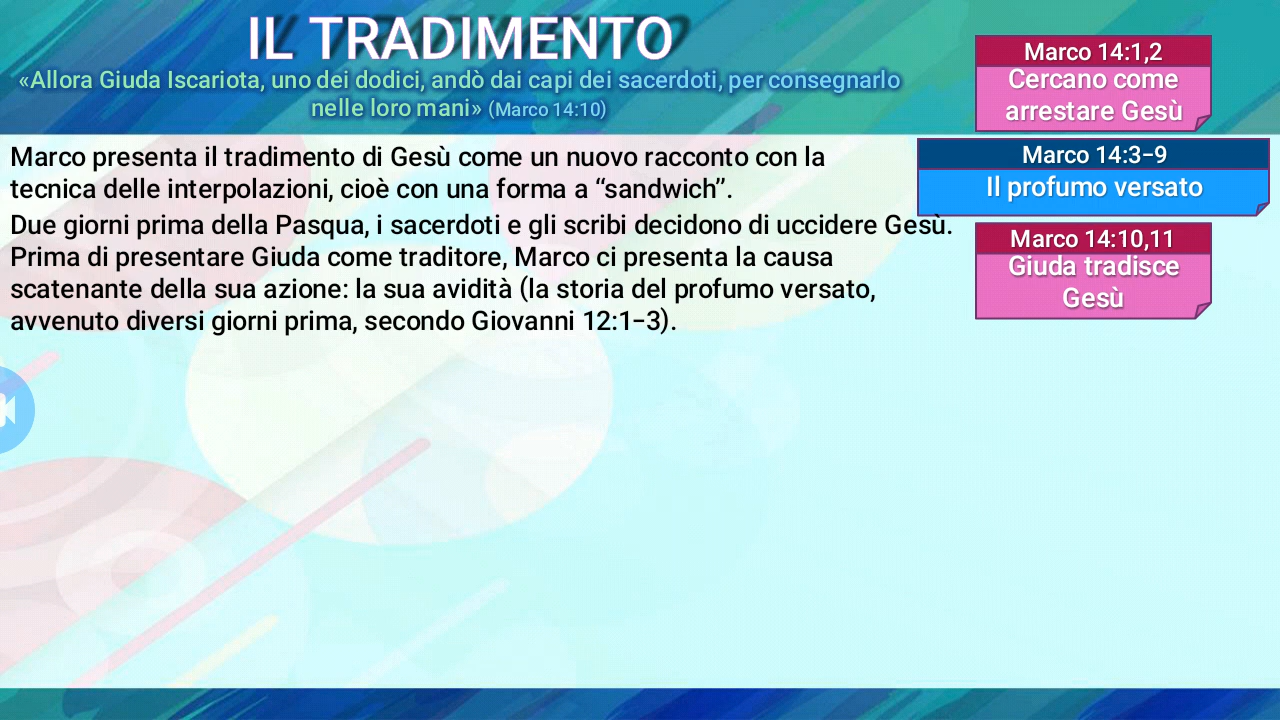 IL TRADIMENTO
«Allora Giuda Iscariota, uno dei dodici, andò dai capi dei sacerdoti, per consegnarlo
nelle loro mani» (Marco 14:10)
Marco presenta il tradimento di Gesù come un nuovo racconto con la
tecnica delle interpolazioni, cioè con una forma a “sandwich”.
Due giorni prima della Pasqua, i sacerdoti e gli scribi decidono di uccidere Gesù.
Prima di presentare Giuda come traditore, Marco ci presenta la causa
scatenante della sua azione: la sua avidità (la storia del profumo versato,
avvenuto diversi giorni prima, secondo Giovanni 12:1-3).
Marco 14:1,2
Cercano come
arrestare Gesù
Marco 14:3-9
Il profumo versato
Marco 14:10,11
Giuda tradisce
Gesù